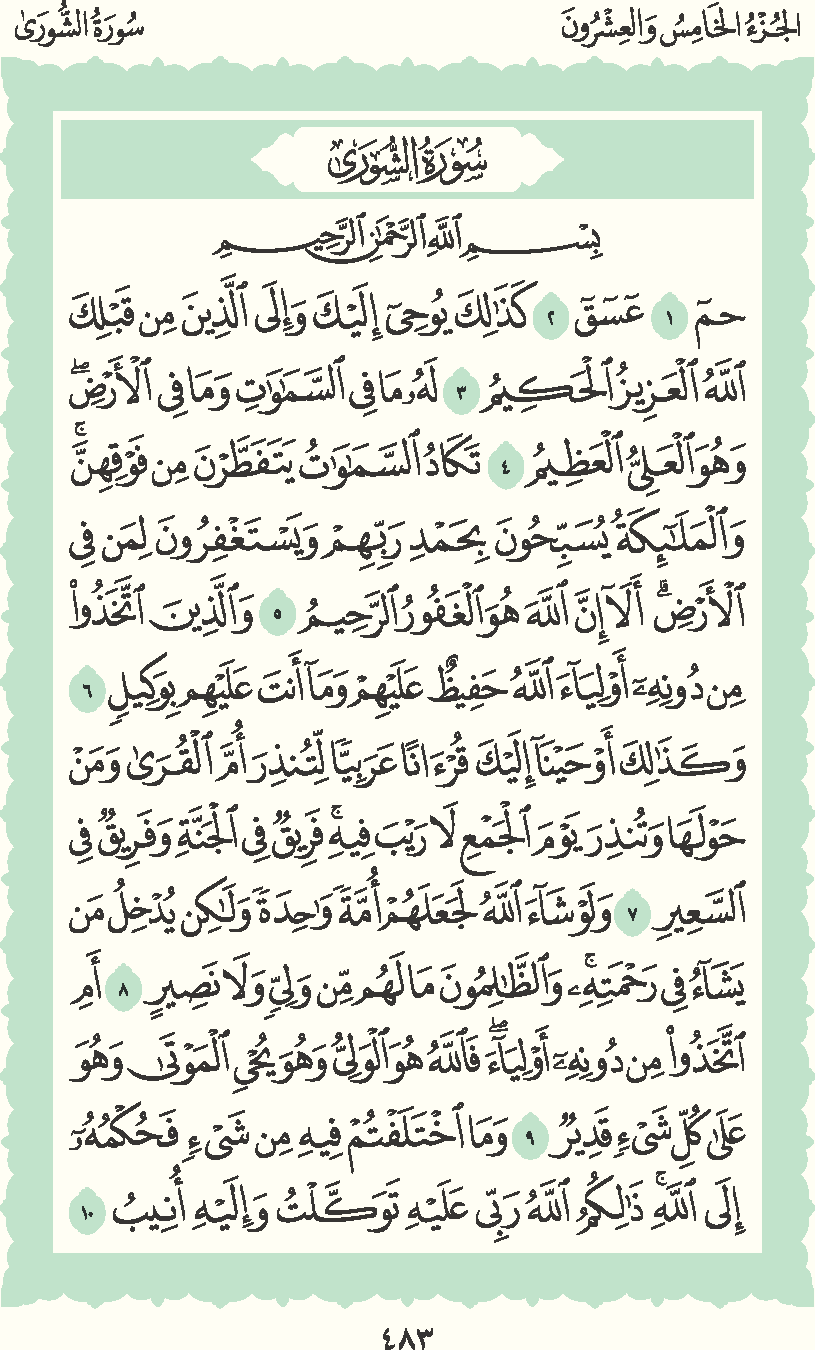 الجُزْءُ الخَامِسُ وَالعِشْرُونَ
سُورَةُ الشُّورَىٰ
سُورَةُ الشُّورَىٰ
بِسْمِ ٱللَّهِ ٱلرَّحْمَٰنِ ٱلرَّحِيمِ
حمٓ ١ عٓسٓقٓ ٢ كَذَٰلِكَ يُوحِيٓ إِلَيْكَ وَإِلَى ٱلَّذِينَ مِن قَبْلِكَ
ٱللَّهُ ٱلْعَزِيزُ ٱلْحَكِيمُ ٣ لَهُۥ مَا فِي ٱلسَّمَٰوَٰتِ وَمَا فِي ٱلْأَرْضِۖ
وَهُوَ ٱلْعَلِيُّ ٱلْعَظِيمُ ٤ تَكَادُ ٱلسَّمَٰوَٰتُ يَتَفَطَّرْنَ مِن فَوْقِهِنَّۚ
وَٱلْمَلَٰٓئِكَةُ يُسَبِّحُونَ بِحَمْدِ رَبِّهِمْ وَيَسْتَغْفِرُونَ لِمَن فِي
ٱلْأَرْضِۗ أَلَآ إِنَّ ٱللَّهَ هُوَ ٱلْغَفُورُ ٱلرَّحِيمُ ٥ وَٱلَّذِينَ ٱتَّخَذُوا۟
مِن دُونِهِۦٓ أَوْلِيَآءَ ٱللَّهُ حَفِيظٌ عَلَيْهِمْ وَمَآ أَنتَ عَلَيْهِم بِوَكِيلٍ ٦
وَكَذَٰلِكَ أَوْحَيْنَآ إِلَيْكَ قُرْءَانًا عَرَبِيًّا لِّتُنذِرَ أُمَّ ٱلْقُرَىٰ وَمَنْ
حَوْلَهَا وَتُنذِرَ يَوْمَ ٱلْجَمْعِ لَا رَيْبَ فِيهِۚ فَرِيقٌ فِي ٱلْجَنَّةِ وَفَرِيقٌ فِي
ٱلسَّعِيرِ ٧ وَلَوْ شَآءَ ٱللَّهُ لَجَعَلَهُمْ أُمَّةً وَٰحِدَةً وَلَٰكِن يُدْخِلُ مَن
يَشَآءُ فِي رَحْمَتِهِۦۚ وَٱلظَّٰلِمُونَ مَا لَهُم مِّن وَلِيٍّ وَلَا نَصِيرٍ ٨ أَمِ
ٱتَّخَذُوا۟ مِن دُونِهِۦٓ أَوْلِيَآءَۖ فَٱللَّهُ هُوَ ٱلْوَلِيُّ وَهُوَ يُحْيِ ٱلْمَوْتَىٰ وَهُوَ
عَلَىٰ كُلِّ شَيْءٍ قَدِيرٌ ٩ وَمَا ٱخْتَلَفْتُمْ فِيهِ مِن شَيْءٍ فَحُكْمُهُۥٓ
إِلَى ٱللَّهِۚ ذَٰلِكُمُ ٱللَّهُ رَبِّي عَلَيْهِ تَوَكَّلْتُ وَإِلَيْهِ أُنِيبُ ١٠
٤٨٣